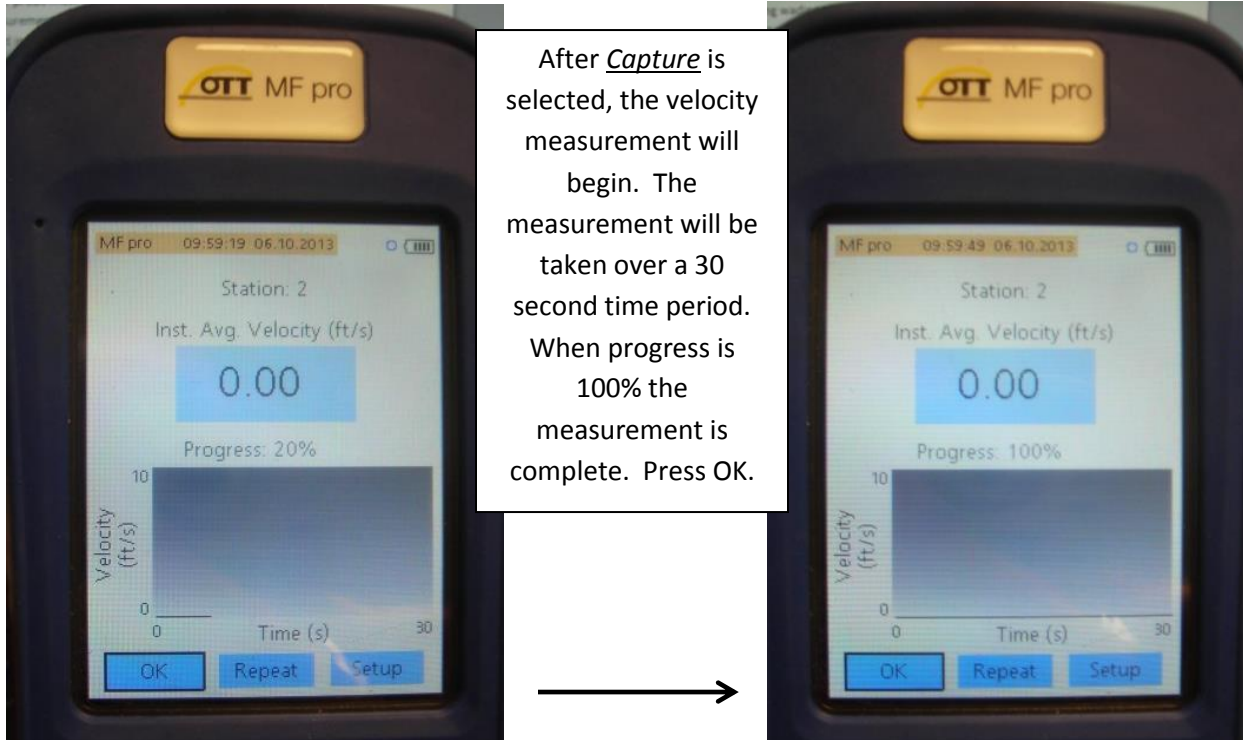 OTT MF pro
MF pro 09:59:19 06.10.2013
Station: 2
Inst. Avg. Velocity (ft/s)
0.00
Progress: 20%
10
Velocity
(ft/s)
0
0 Time (s) 30
OK Repeat Setup
After Capture is
selected, the velocity
measurement will
begin. The
measurement will be
taken over a 30
second time period.
When progress is
100% the
measurement is
complete. Press OK.
OTT MF pro
MF pro 09:59:49 06.10.2013
Station: 2
Inst. Avg. Velocity (ft/s)
0.00
Progress: 100%
10
Velocity
(ft/s)
0
0 Time (s) 30
OK Repeat Setup